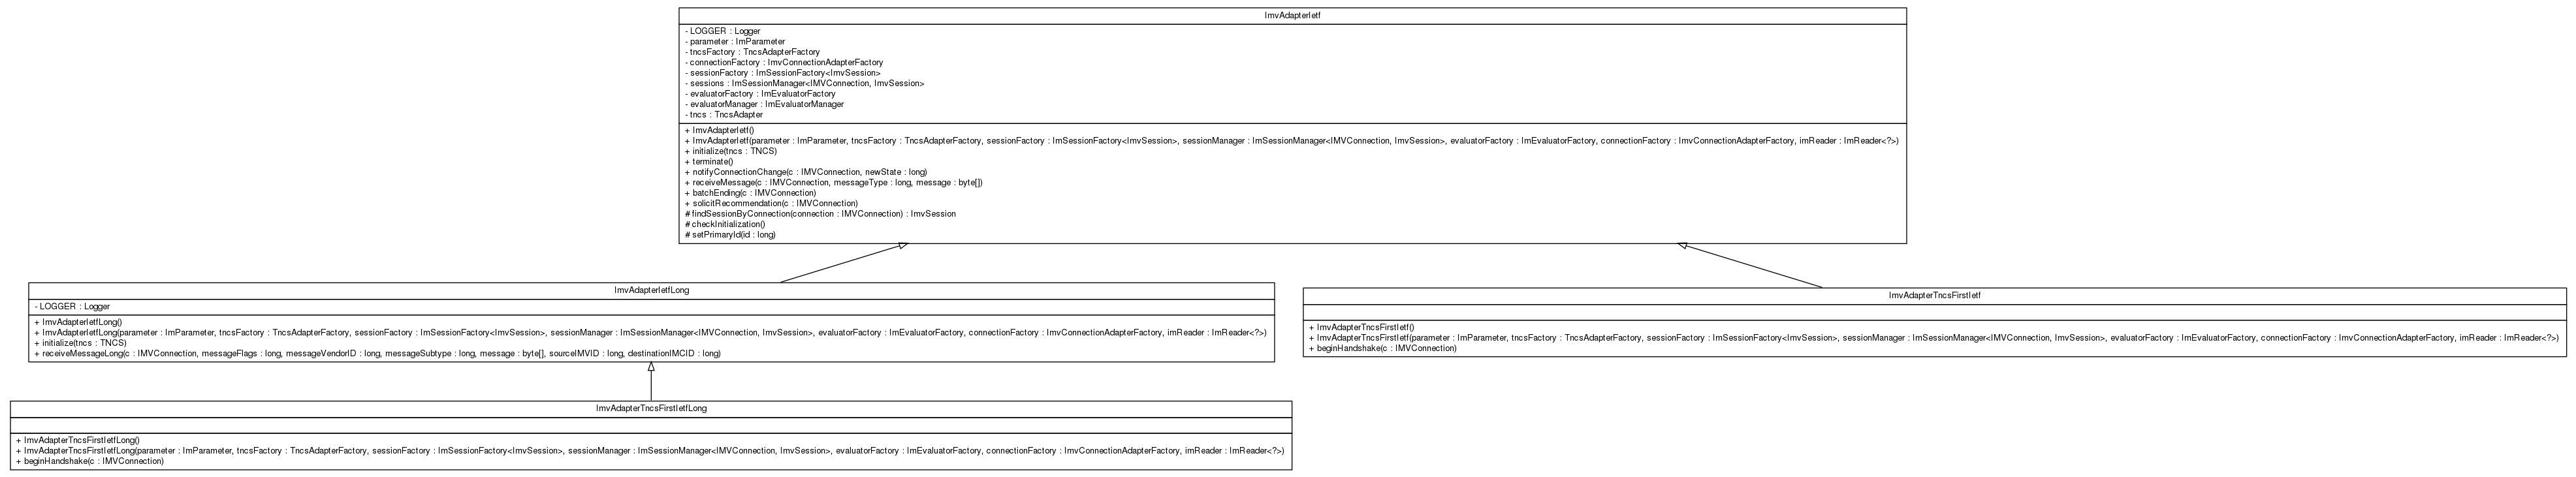 ImvAdapterIetf
- LOGGER : Logger
- parameter : ImParameter
- tncsFactory : TncsAdapterFactory
- connectionFactory : ImvConnectionAdapterFactory
- sessionFactory : ImSessionFactory<ImvSession>
- sessions : ImSessionManager<IMVConnection, ImvSession>
- evaluatorFactory : ImEvaluatorFactory
- evaluatorManager : ImEvaluatorManager
- tncs : TncsAdapter
+ ImvAdapterIetf()
+ ImvAdapterIetf(parameter : ImParameter, tncsFactory : TncsAdapterFactory, sessionFactory : ImSessionFactory<ImvSession>, sessionManager : ImSessionManager<IMVConnection, ImvSession>, evaluatorFactory : ImEvaluatorFactory, connectionFactory : ImvConnectionAdapterFactory, imReader : ImReader<?>)
+ initialize(tncs : TNCS)
+ terminate()
+ notifyConnectionChange(c : IMVConnection, newState : long)
+ receiveMessage(c : IMVConnection, messageType : long, message : byte[])
+ batchEnding(c : IMVConnection)
+ solicitRecommendation(c : IMVConnection)
# findSessionByConnection(connection : IMVConnection) : ImvSession
# checkInitialization()
# setPrimaryId(id : long)
ImvAdapterIetfLong
- LOGGER : Logger
+ ImvAdapterIetfLong()
+ ImvAdapterIetfLong(parameter : ImParameter, tncsFactory : TncsAdapterFactory, sessionFactory : ImSessionFactory<ImvSession>, sessionManager : ImSessionManager<IMVConnection, ImvSession>, evaluatorFactory : ImEvaluatorFactory, connectionFactory : ImvConnectionAdapterFactory, imReader : ImReader<?>)
+ initialize(tncs : TNCS)
+ receiveMessageLong(c : IMVConnection, messageFlags : long, messageVendorID : long, messageSubtype : long, message : byte[], sourceIMVID : long, destinationIMCID : long)
ImvAdapterTncsFirstIetf
+ ImvAdapterTncsFirstIetf()
+ ImvAdapterTncsFirstIetf(parameter : ImParameter, tncsFactory : TncsAdapterFactory, sessionFactory : ImSessionFactory<ImvSession>, sessionManager : ImSessionManager<IMVConnection, ImvSession>, evaluatorFactory : ImEvaluatorFactory, connectionFactory : ImvConnectionAdapterFactory, imReader : ImReader<?>)
+ beginHandshake(c : IMVConnection)
ImvAdapterTncsFirstIetfLong
+ ImvAdapterTncsFirstIetfLong()
+ ImvAdapterTncsFirstIetfLong(parameter : ImParameter, tncsFactory : TncsAdapterFactory, sessionFactory : ImSessionFactory<ImvSession>, sessionManager : ImSessionManager<IMVConnection, ImvSession>, evaluatorFactory : ImEvaluatorFactory, connectionFactory : ImvConnectionAdapterFactory, imReader : ImReader<?>)
+ beginHandshake(c : IMVConnection)